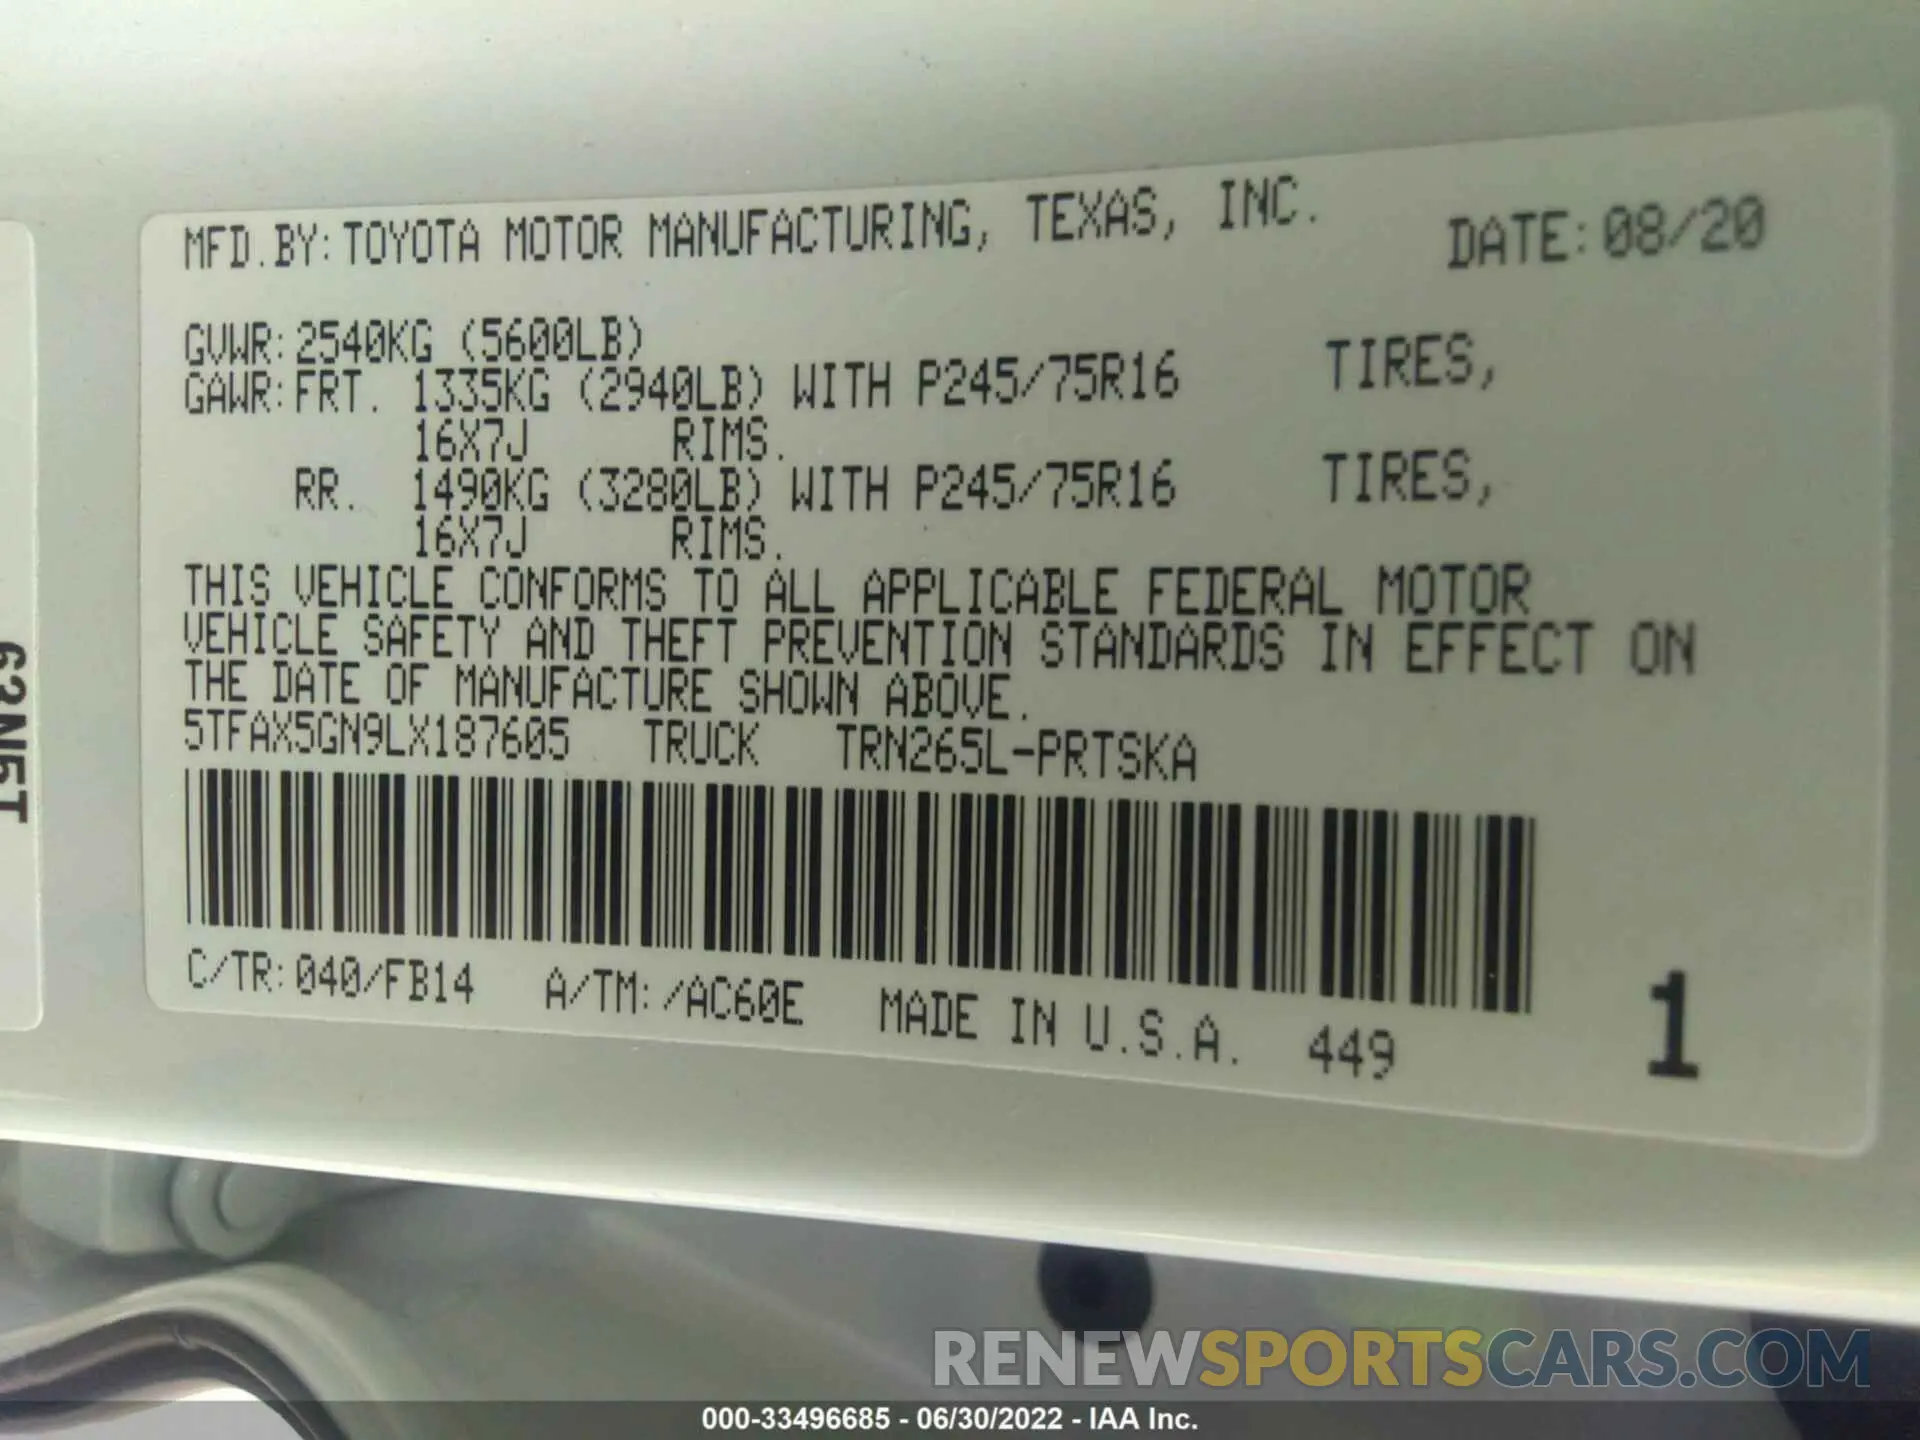 MFD.BY:TOYOTA MOTOR MANUFACTURING, TEXAS, INC. DATE:08/20
GVWR:2540KG (5600LB)
GAWR:FRT. 1335KG (2940LB) WITH P245/75R16 TIRES,
16X7J RIMS.
RR. 1490KG (3280LB) WITH P245/75R16 TIRES,
16X7J RIMS.
THIS VEHICLE CONFORMS TO ALL APPLICABLE FEDERAL MOTOR
VEHICLE SAFETY AND THEFT PREVENTION STANDARDS IN EFFECT ON
THE DATE OF MANUFACTURE SHOWN ABOVE.
5TFAX5GN9LX187605 TRUCK TRN265L-PRTSKA
C/TR:040/FB14 A/TM:/AC60E MADE IN U.S.A. 449 1
63N5T
RENEWSPORTSCARS.COM
000-33496685 - 06/30/2022 - IAA Inc.